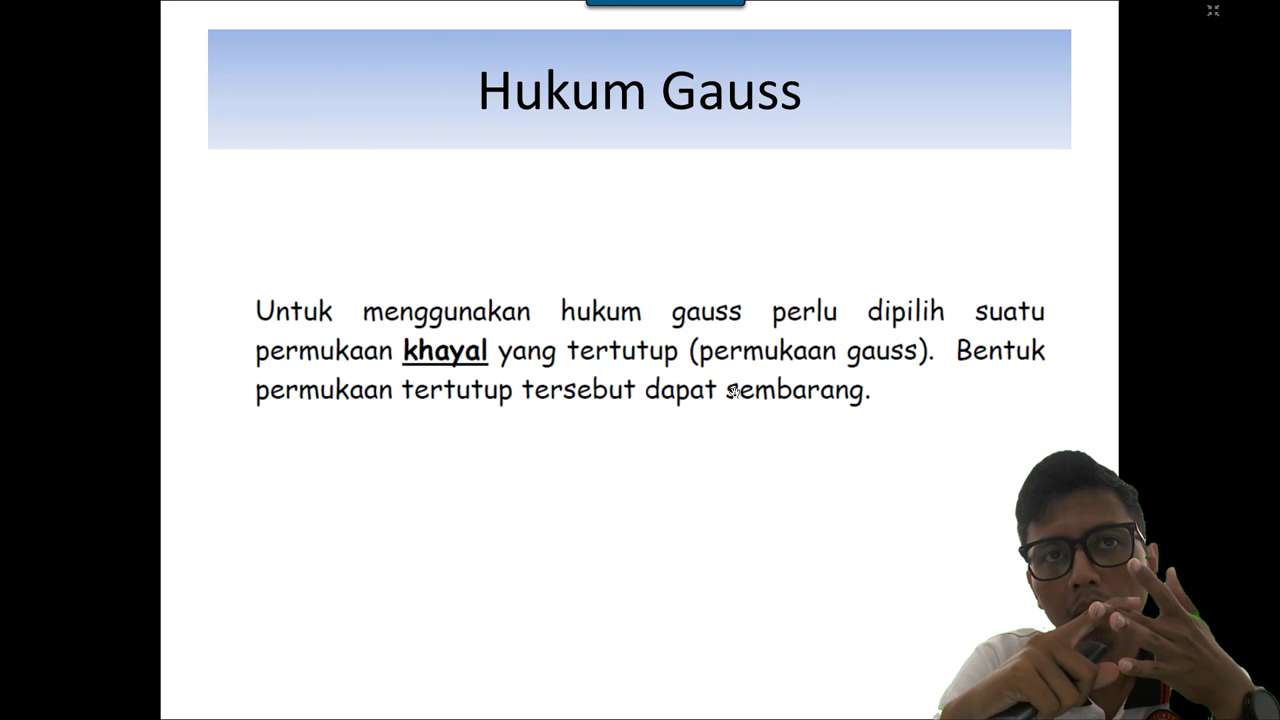 Hukum Gauss
Untuk menggunakan hukum gauss perlu dipilih suatu
permukaan khayal yang tertutup (permukaan gauss). Bentuk
permukaan tertutup tersebut dapat sembarang.